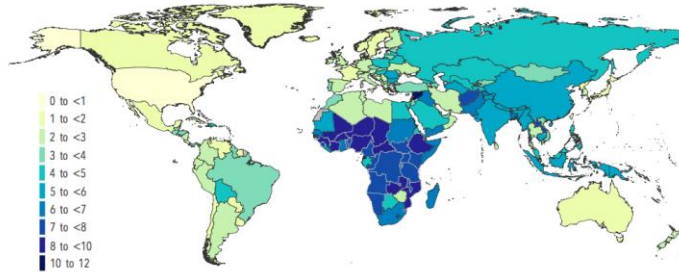 0 to <1
1 to <2
2 to <3
3 to <4
4 to <5
5 to <6
6 to <7
7 to <8
8 to <10
10 to 12